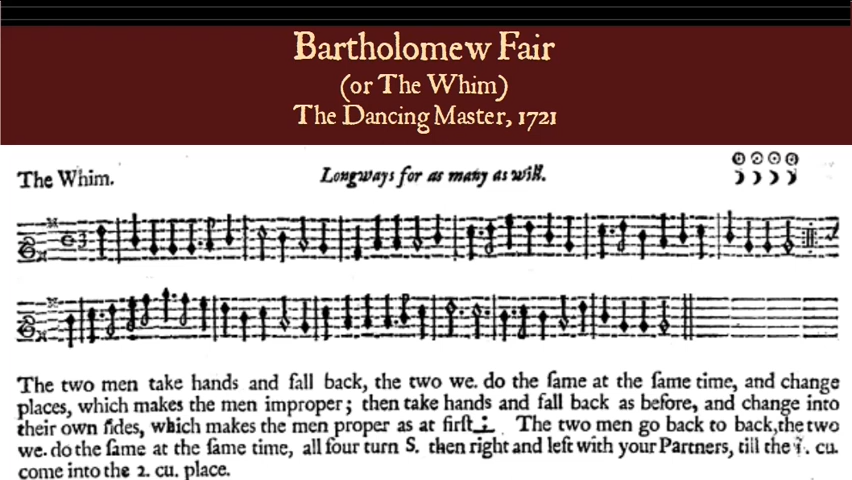 Bartholomew Fair
(or The Whim)
The Dancing Master, 1721
The Whim.
Longways for as many as will.
The two men take hands and fall back, the two we. do the ſame at the ſame time, and change
places, which makes the men improper; then take hands and fall back as before, and change into
their own ſides, which makes the men proper as at firſt : The two men go back to back, the two
we. do the ſame at the ſame time, all four turn S. then right and left with your Partners, till the 1. cu.
come into the 2. cu. place.